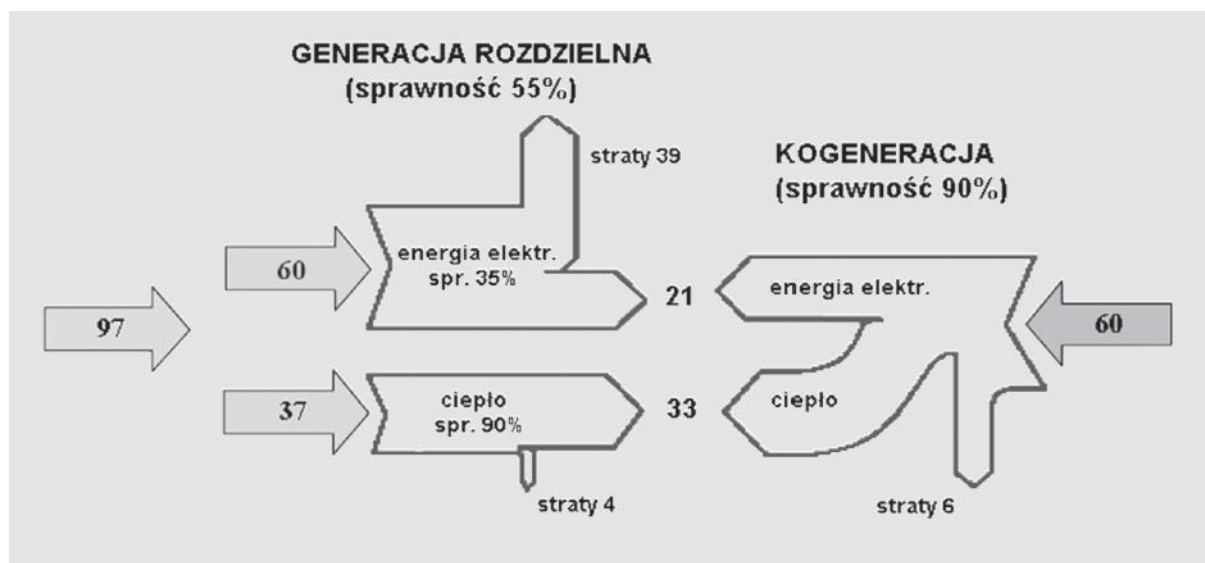 GENERACJA ROZDZIELNA
(sprawność 55%)
straty 39
KOGENERACJA
(sprawność 90%)
energia elektr.
spr. 35%
60
21
energia elektr.
60
97
37
ciepło
spr. 90%
33
ciepło
straty 4
straty 6